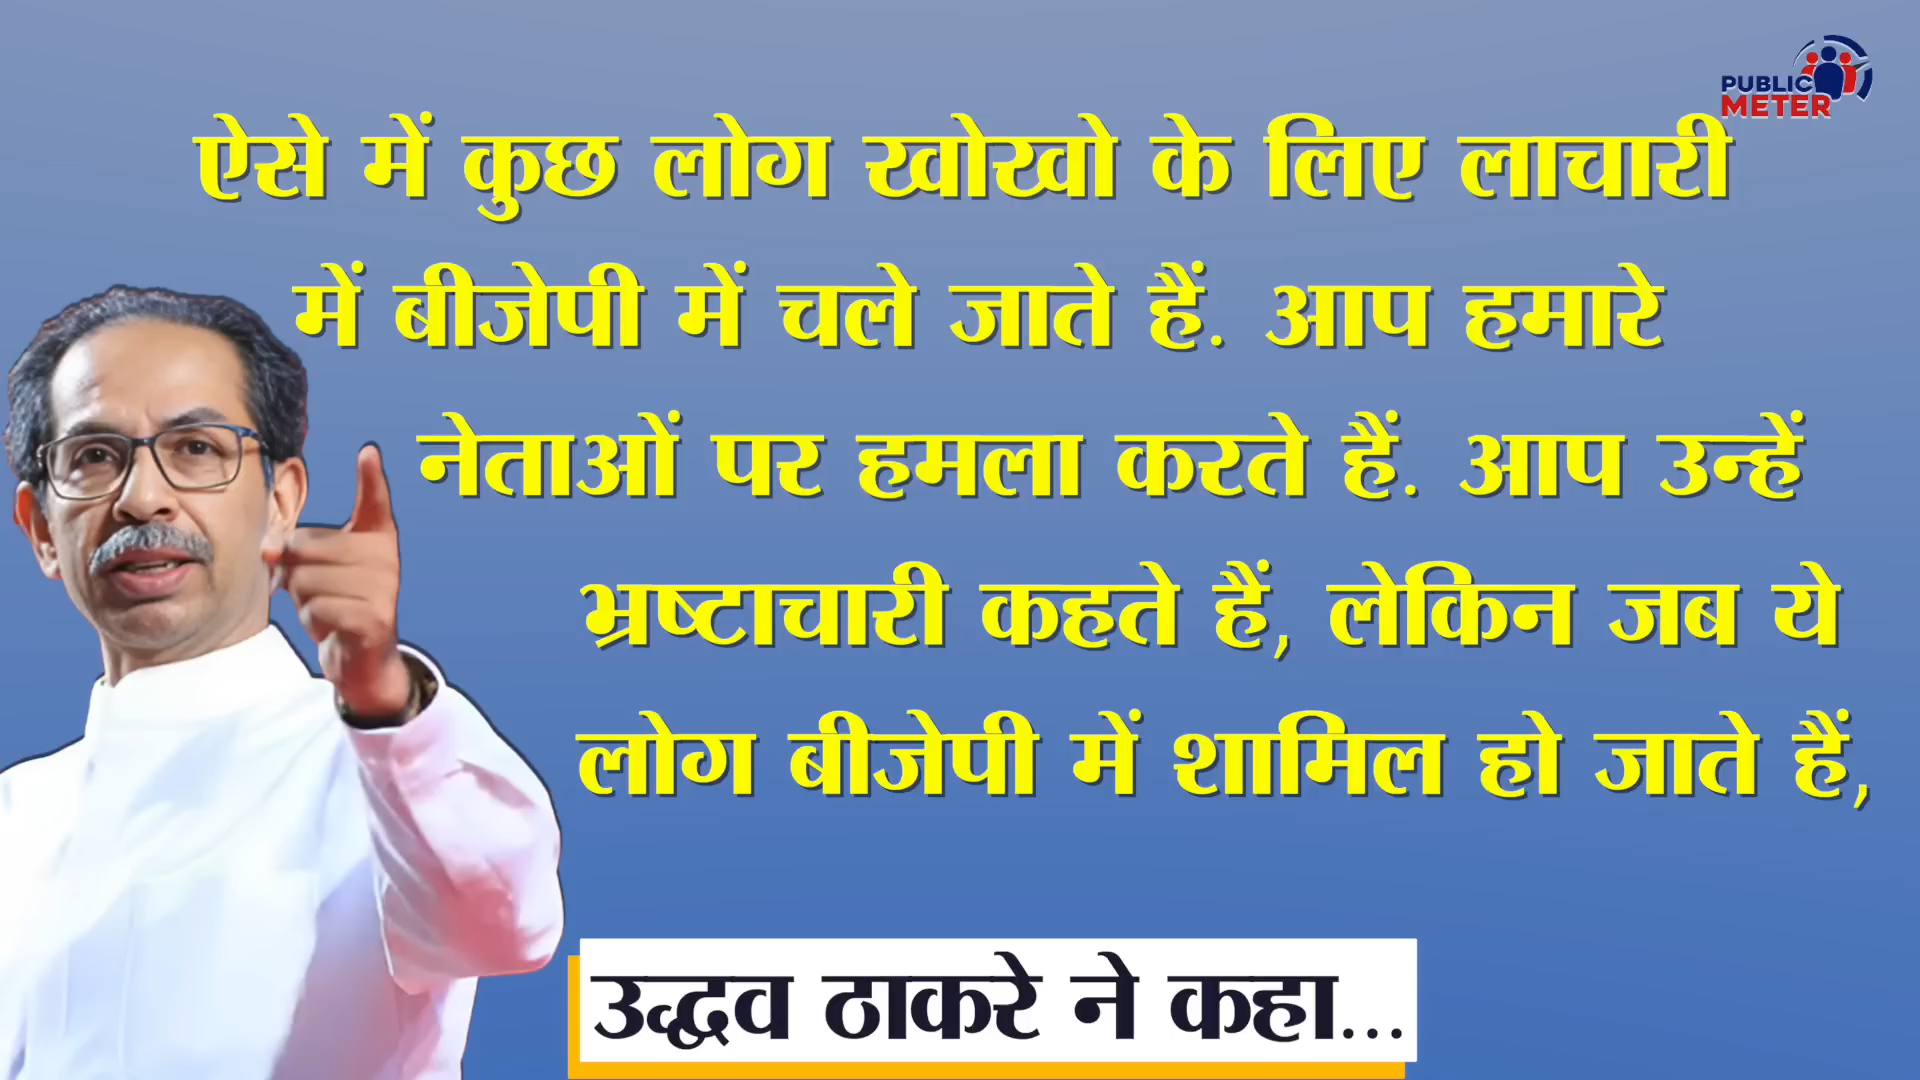 PUBLIC
METER
ऐसे में कुछ लोग खोखो के लिए लाचारी
में बीजेपी में चले जाते हैं. आप हमारे
नेताओं पर हमला करते हैं. आप उन्हें
भ्रष्टाचारी कहते हैं, लेकिन जब ये
लोग बीजेपी में शामिल हो जाते हैं,
उद्धव ठाकरे ने कहा...